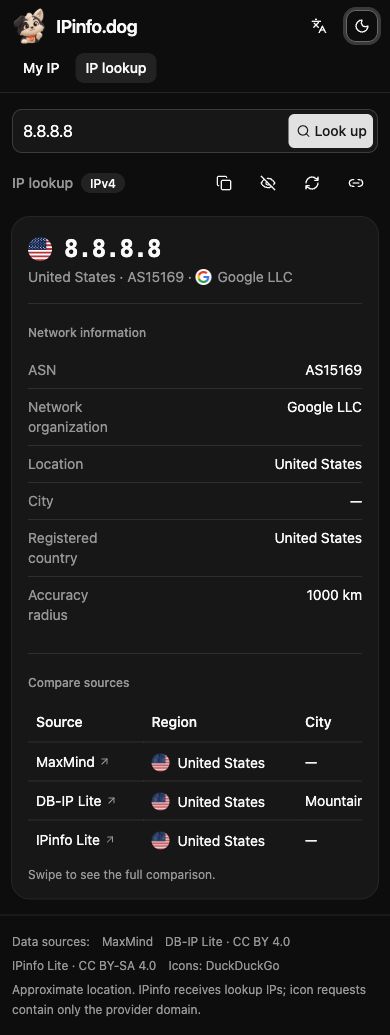 IPinfo.dog
My IP
IP lookup
8.8.8.8
Look up
IP lookup
IPv4
8.8.8.8
United States · AS15169 · Google LLC
Network information
ASN AS15169
Network organization Google LLC
Location United States
City —
Registered country United States
Accuracy radius 1000 km
Compare sources
Source Region City
MaxMind ↗ United States —
DB-IP Lite ↗ United States Mountain
IPinfo Lite ↗ United States —
Swipe to see the full comparison.
Data sources: MaxMind DB-IP Lite · CC BY 4.0
IPinfo Lite · CC BY-SA 4.0 Icons: DuckDuckGo
Approximate location. IPinfo receives lookup IPs; icon requests
contain only the provider domain.